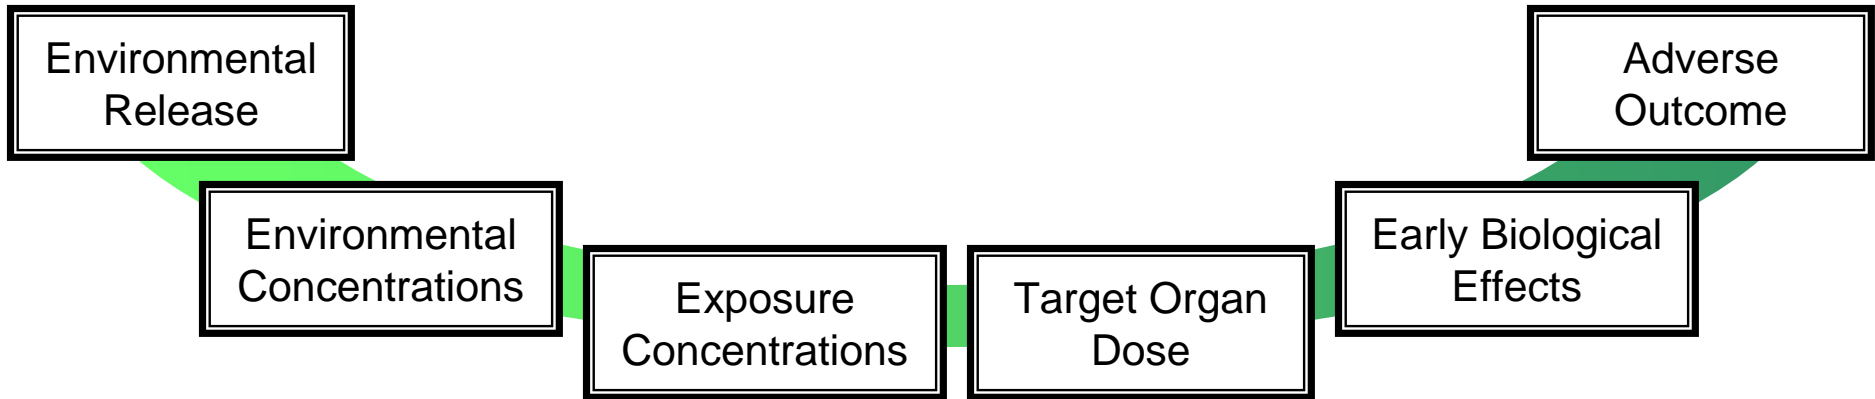 Environmental
Release
Environmental
Concentrations
Exposure
Concentrations
Target Organ
Dose
Early Biological
Effects
Adverse
Outcome